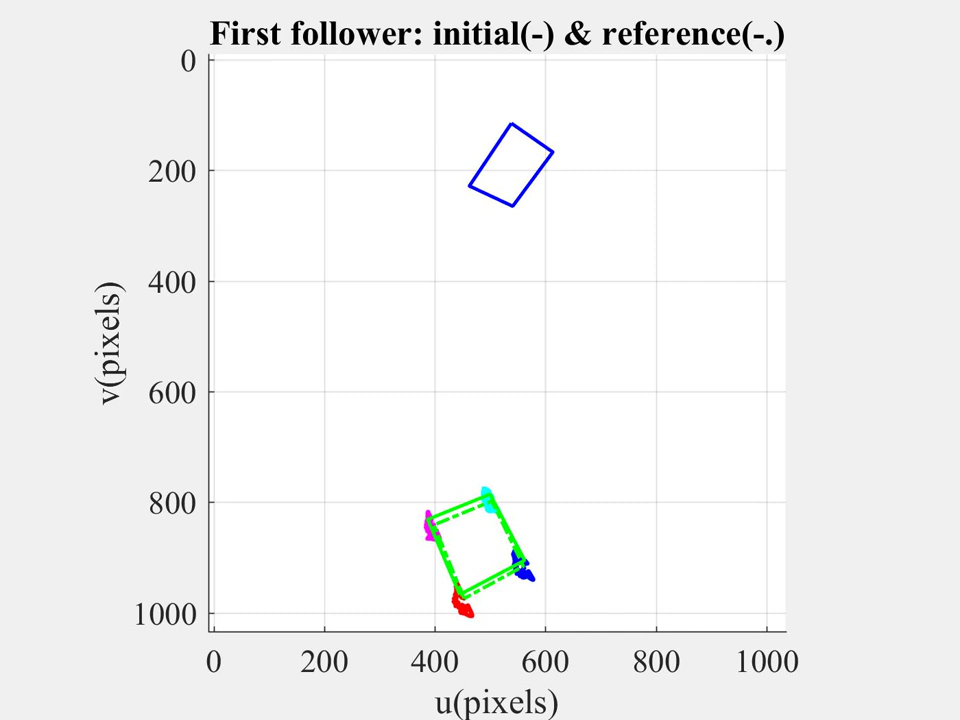 First follower: initial(-) & reference(-.)
0
200
400
600
800
1000
v(pixels)
0 200 400 600 800 1000
u(pixels)